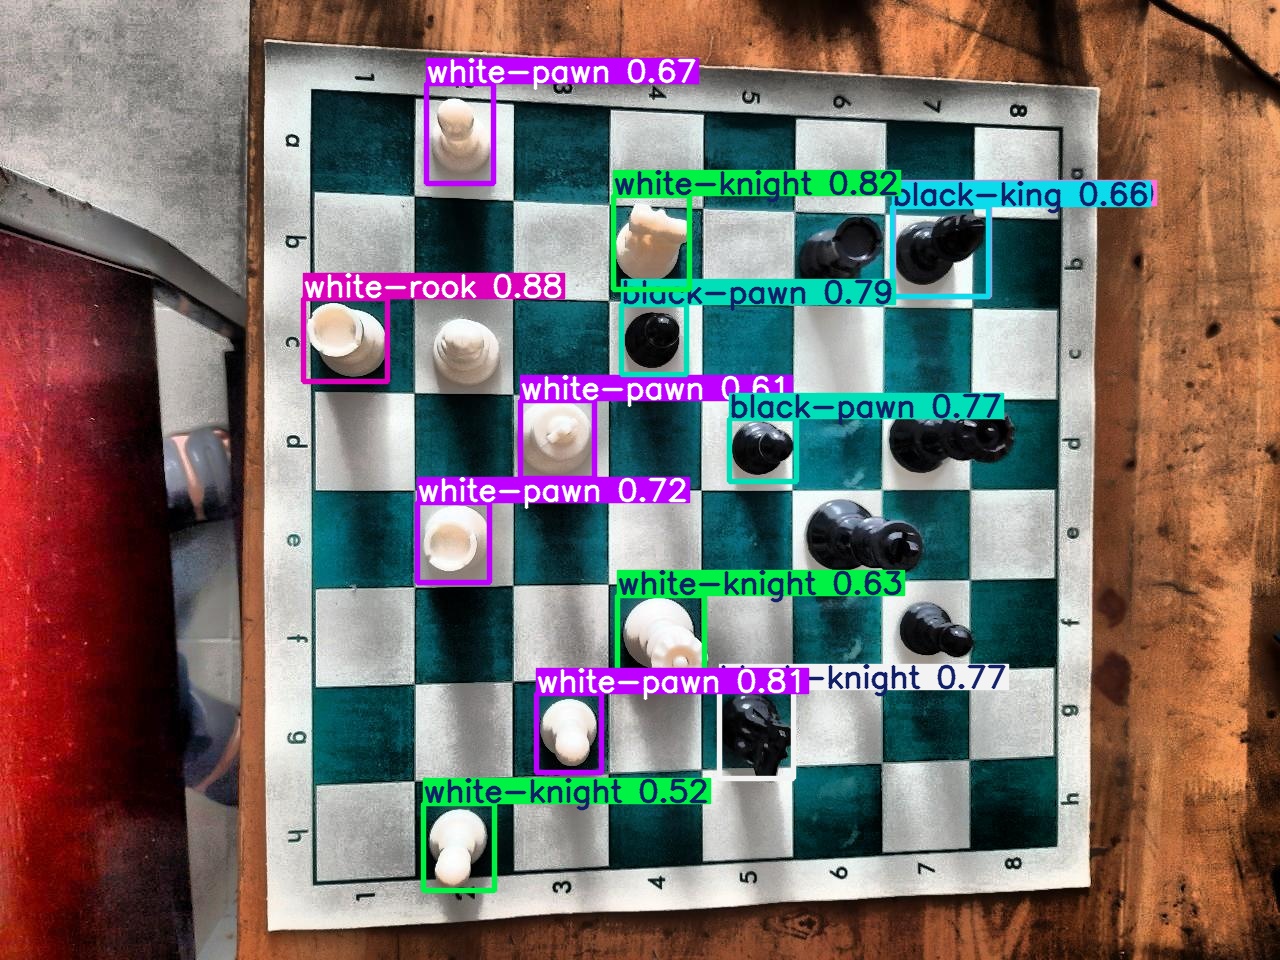 white-pawn 0.67
1 3 4 5 6 7 8
a
white-knight 0.82
black-king 0.66
b b
white-rook 0.88
black-pawn 0.79
c c
white-pawn 0.61
black-pawn 0.77
d d
white-pawn 0.72
e e
white-knight 0.63
f f
white-pawn 0.81
-knight 0.77
g g
white-knight 0.52
h h
1 2 3 4 5 6 7 8